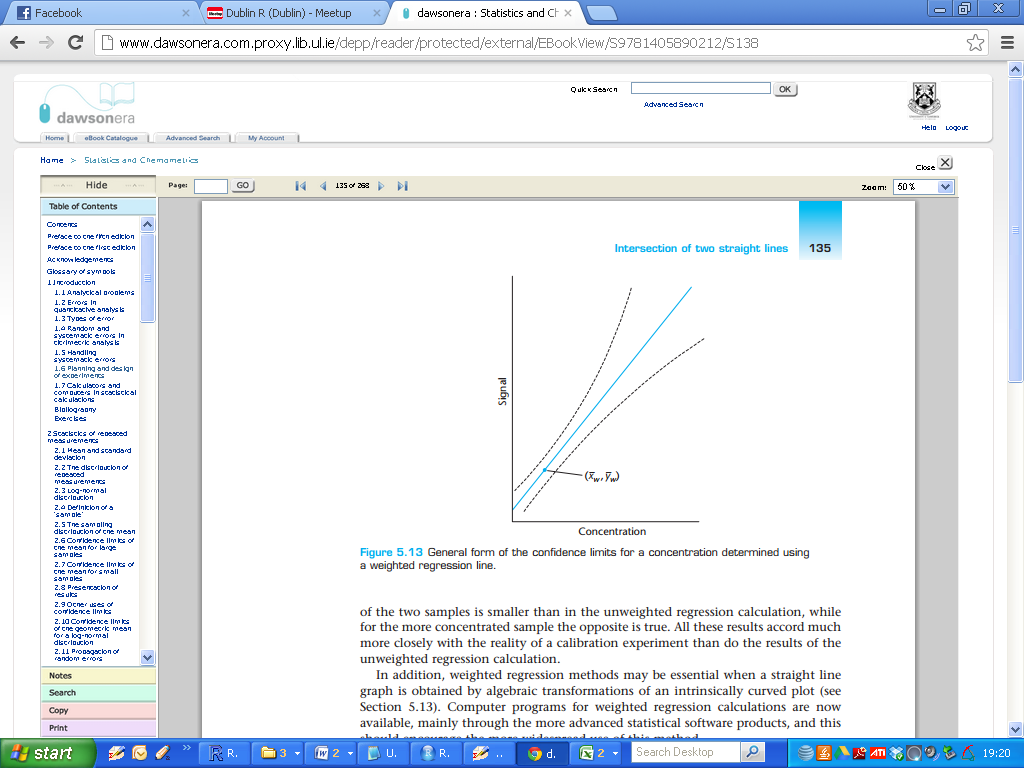 Facebook
Dublin R (Dublin) - Meetup
dawsonera : Statistics and Ch
www.dawsonera.com.proxy.lib.ul.ie/depp/reader/protected/external/EBookView/S9781405890212/S138
dawsonera
Quick Search
OK
Advanced Search
Help Logout
Home
eBook Catalogue
Advanced Search
My Account
Home > Statistics and Chemometrics
Close
Hide
Page:
GO
135 of 268
Zoom:
50%
Table of Contents
Contents
Preface to the fifth edition
Preface to the first edition
Acknowledgements
Glossary of symbols
1 Introduction
1.1 Analytical problems
1.2 Errors in
quantitative analysis
1.3 Types of error
1.4 Random and
systematic errors in
titrimetric analysis
1.5 Handling
systematic errors
1.6 Planning and design
of experiments
1.7 Calculators and
computers in statistical
calculations
Bibliography
Exercises
2 Statistics of repeated
measurements
2.1 Mean and standard
deviation
2.2 The distribution of
repeated
measurements
2.3 Log-normal
distribution
2.4 Definition of a
'sample'
2.5 The sampling
distribution of the mean
2.6 Confidence limits of
the mean for large
samples
2.7 Confidence limits of
the mean for small
samples
2.8 Presentation of
results
2.9 Other uses of
confidence limits
2.10 Confidence limits
of the geometric mean
for a log-normal
distribution
2.11 Propagation of
random errors
Notes
Search
Copy
Print
Intersection of two straight lines
135
Signal
(x̄w, ȳw)
Concentration
Figure 5.13 General form of the confidence limits for a concentration determined using
a weighted regression line.
of the two samples is smaller than in the unweighted regression calculation, while
for the more concentrated sample the opposite is true. All these results accord much
more closely with the reality of a calibration experiment than do the results of the
unweighted regression calculation.
In addition, weighted regression methods may be essential when a straight line
graph is obtained by algebraic transformations of an intrinsically curved plot (see
Section 5.13). Computer programs for weighted regression calculations are now
available, mainly through the more advanced statistical software products, and this
should encourage the more widespread use of this method.
start
R R.
3
2
U.
R.
..
d.
2
Search Desktop
19:20